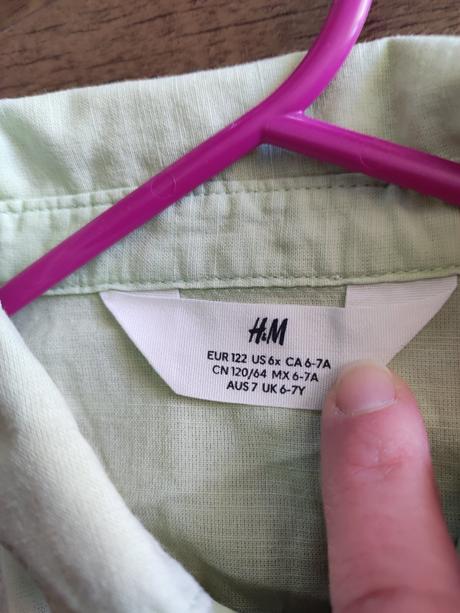 H&M
EUR 122 US 6x CA 6-7A
CN 120/64 MX 6-7A
AUS 7 UK 6-7Y